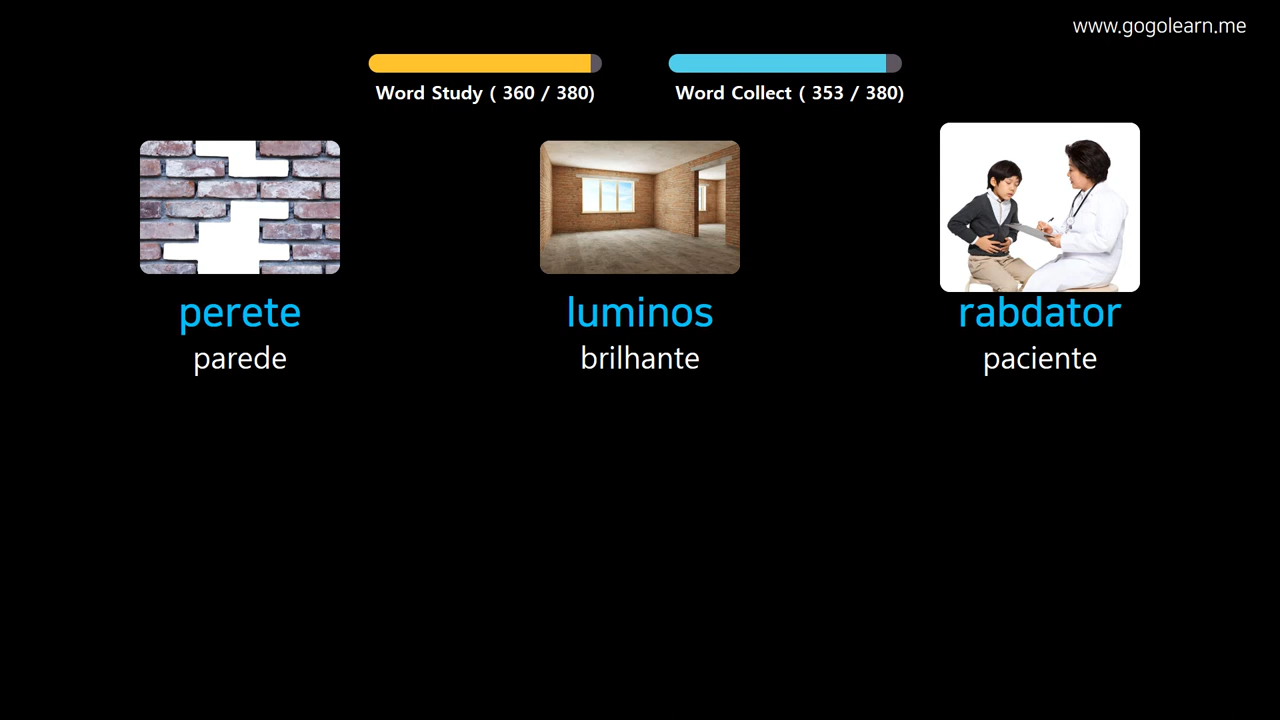 www.gogolearn.me
Word Study ( 360 / 380)
Word Collect ( 353 / 380)
perete
luminos
rabdator
parede
brilhante
paciente